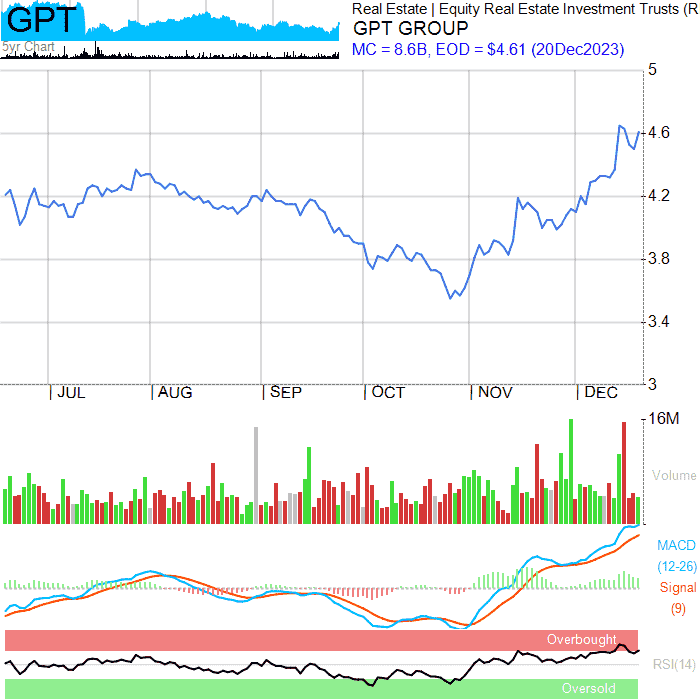 GPT
5yr Chart
Real Estate | Equity Real Estate Investment Trusts (R
GPT GROUP
MC = 8.6B, EOD = $4.61 (20Dec2023)
5
4.6
4.2
3.8
3.4
3
| JUL | AUG | SEP | OCT | NOV | DEC
16M
Volume
MACD
(12-26)
Signal
(9)
Overbought
RSI(14)
Oversold